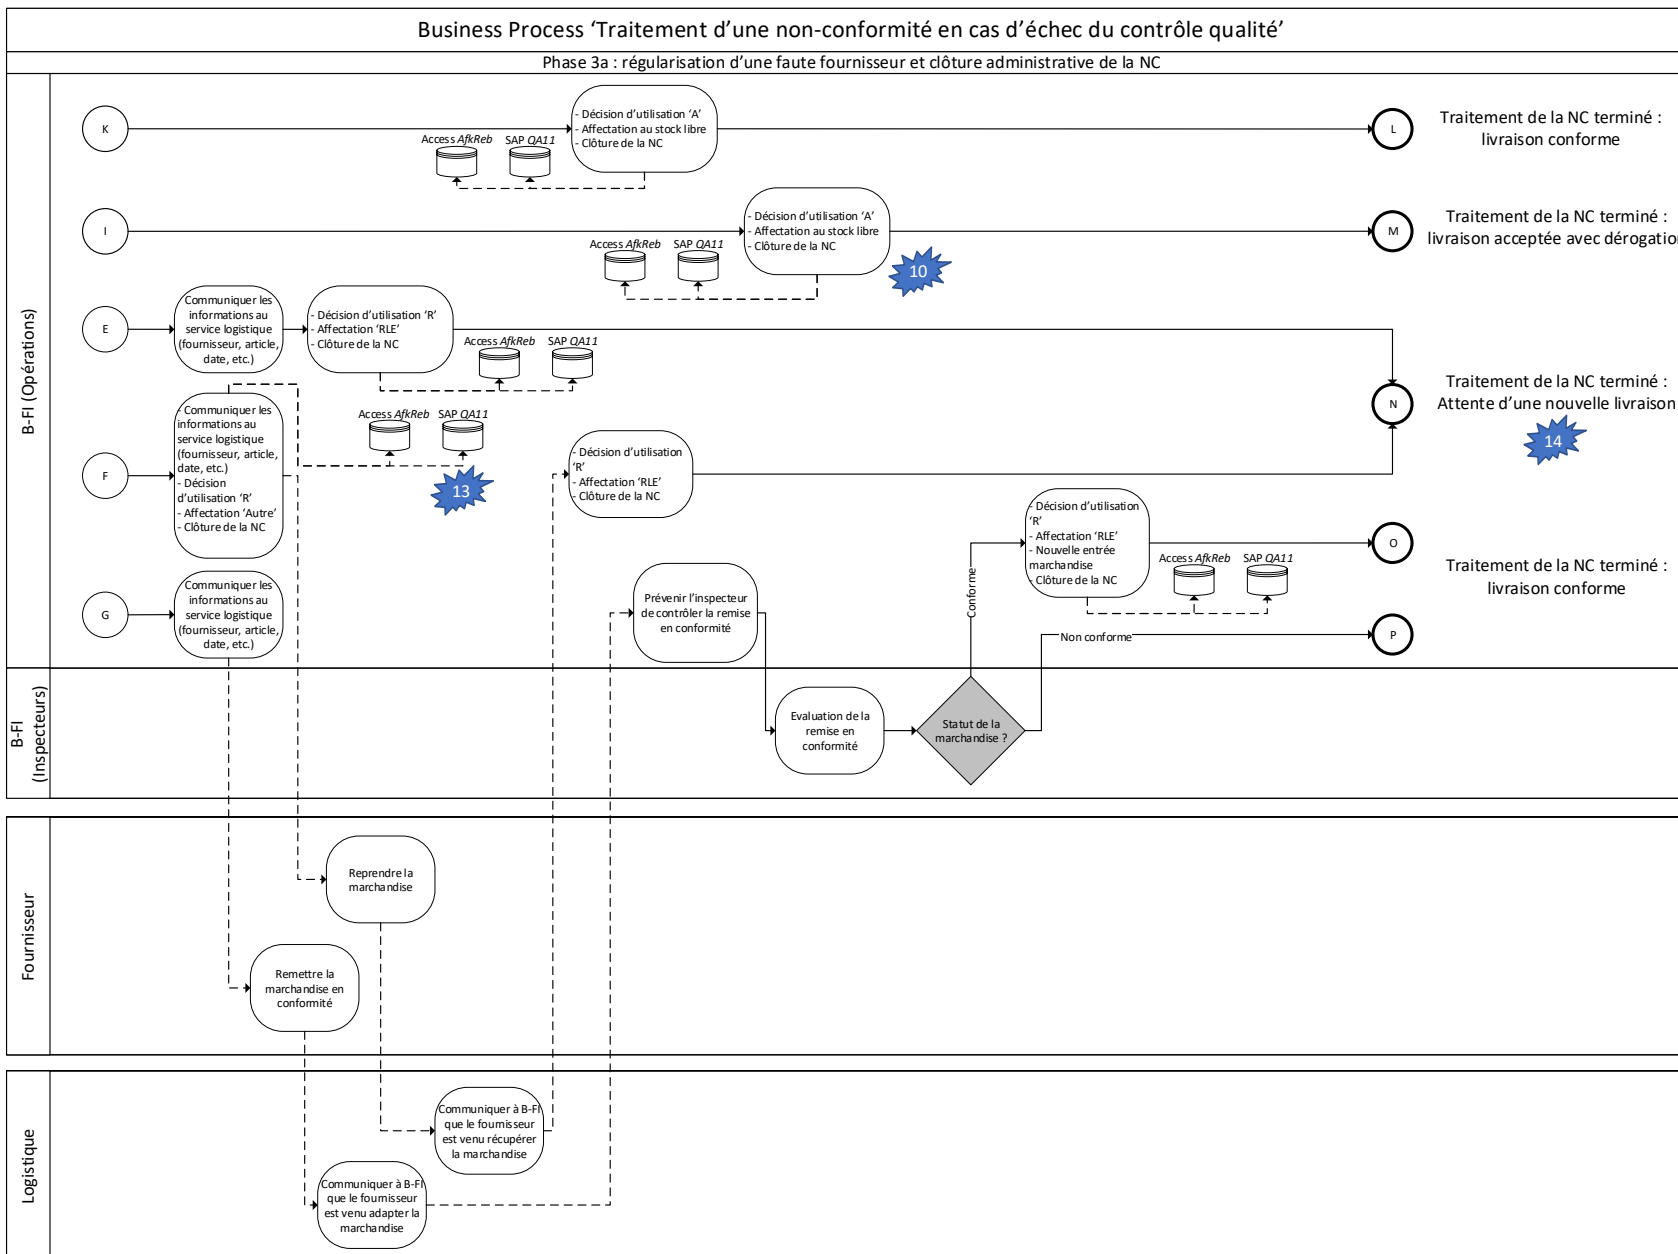 Business Process ‘Traitement d’une non-conformité en cas d’échec du contrôle qualité’
Phase 3a : régularisation d’une faute fournisseur et clôture administrative de la NC
B-FI (Opérations)
K
- Décision d’utilisation ‘A’
- Affectation au stock libre
- Clôture de la NC
Access AfkReb
SAP QA11
L
Traitement de la NC terminé :
livraison conforme
I
- Décision d’utilisation ‘A’
- Affectation au stock libre
- Clôture de la NC
Access AfkReb
SAP QA11
10
M
Traitement de la NC terminé :
livraison acceptée avec dérogation
E
Communiquer les
informations au
service logistique
(fournisseur, article,
date, etc.)
- Décision d’utilisation ‘R’
- Affectation ‘RLE’
- Clôture de la NC
Access AfkReb
SAP QA11
N
Traitement de la NC terminé :
Attente d’une nouvelle livraison
14
F
- Communiquer les
informations au
service logistique
(fournisseur, article,
date, etc.)
- Décision
d’utilisation ‘R’
- Affectation ‘Autre’
- Clôture de la NC
Access AfkReb
SAP QA11
13
- Décision d’utilisation
‘R’
- Affectation ‘RLE’
- Clôture de la NC
- Décision d’utilisation
‘R’
- Affectation ‘RLE’
- Nouvelle entrée
marchandise
- Clôture de la NC
Access AfkReb
SAP QA11
O
Traitement de la NC terminé :
livraison conforme
G
Communiquer les
informations au
service logistique
(fournisseur, article,
date, etc.)
Prévenir l’inspecteur
de contrôler la remise
en conformité
Conforme
Non conforme
P
B-FI
(Inspecteurs)
Evaluation de la
remise en
conformité
Statut de la
marchandise ?
Fournisseur
Reprendre la
marchandise
Remettre la
marchandise en
conformité
Logistique
Communiquer à B-FI
que le fournisseur
est venu récupérer
la marchandise
Communiquer à B-FI
que le fournisseur
est venu adapter la
marchandise